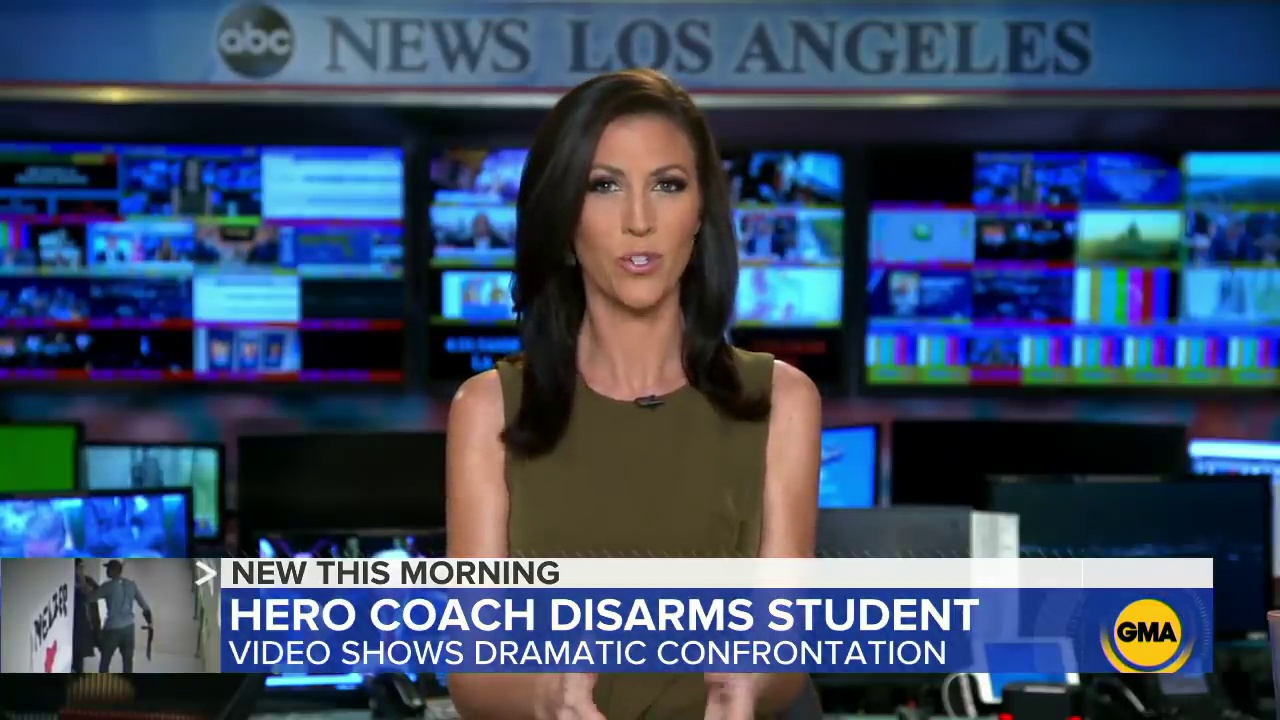 abc NEWS LOS ANGELES
NEW THIS MORNING
HERO COACH DISARMS STUDENT
VIDEO SHOWS DRAMATIC CONFRONTATION
GMA